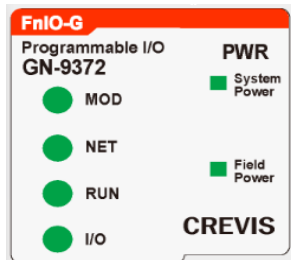 FnIO-G
Programmable I/O
GN-9372
PWR
System
Power
MOD
NET
Field
Power
RUN
I/O
CREVIS